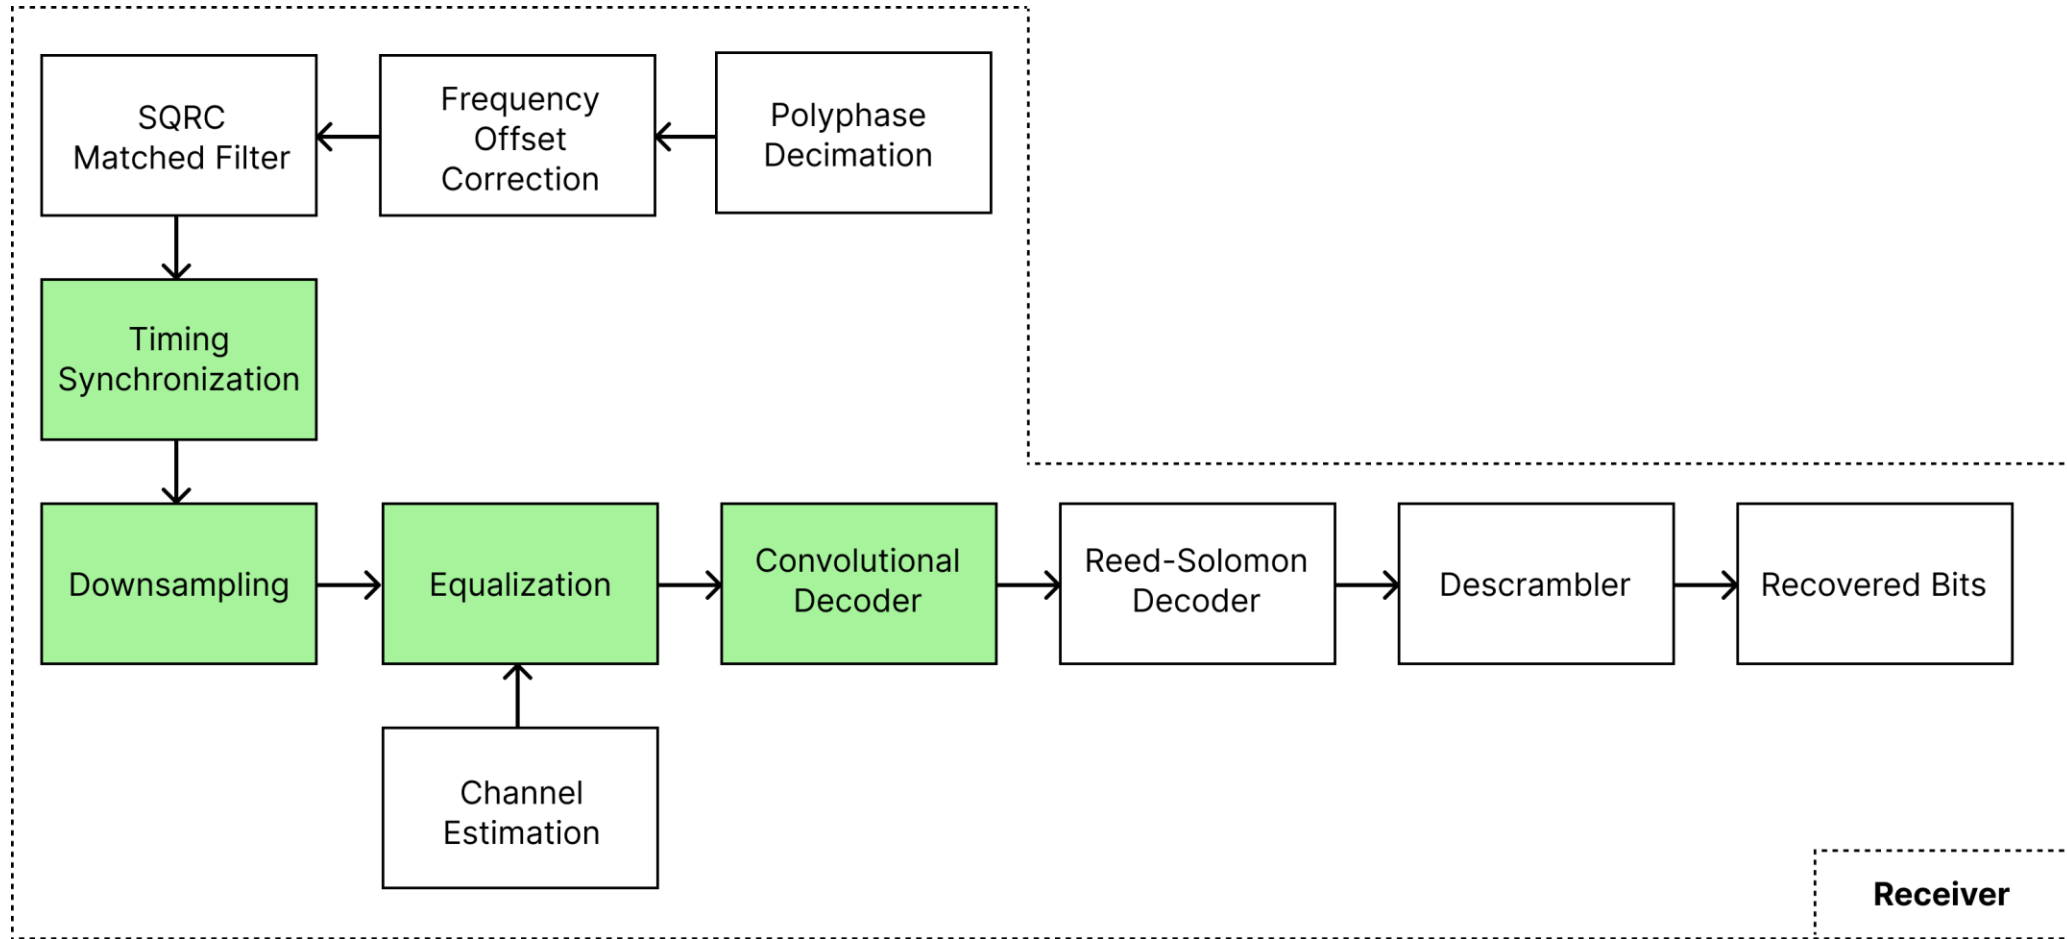 SQRC
Matched Filter
Frequency
Offset
Correction
Polyphase
Decimation
Timing
Synchronization
Downsampling
Equalization
Convolutional
Decoder
Reed-Solomon
Decoder
Descrambler
Recovered Bits
Channel
Estimation
Receiver